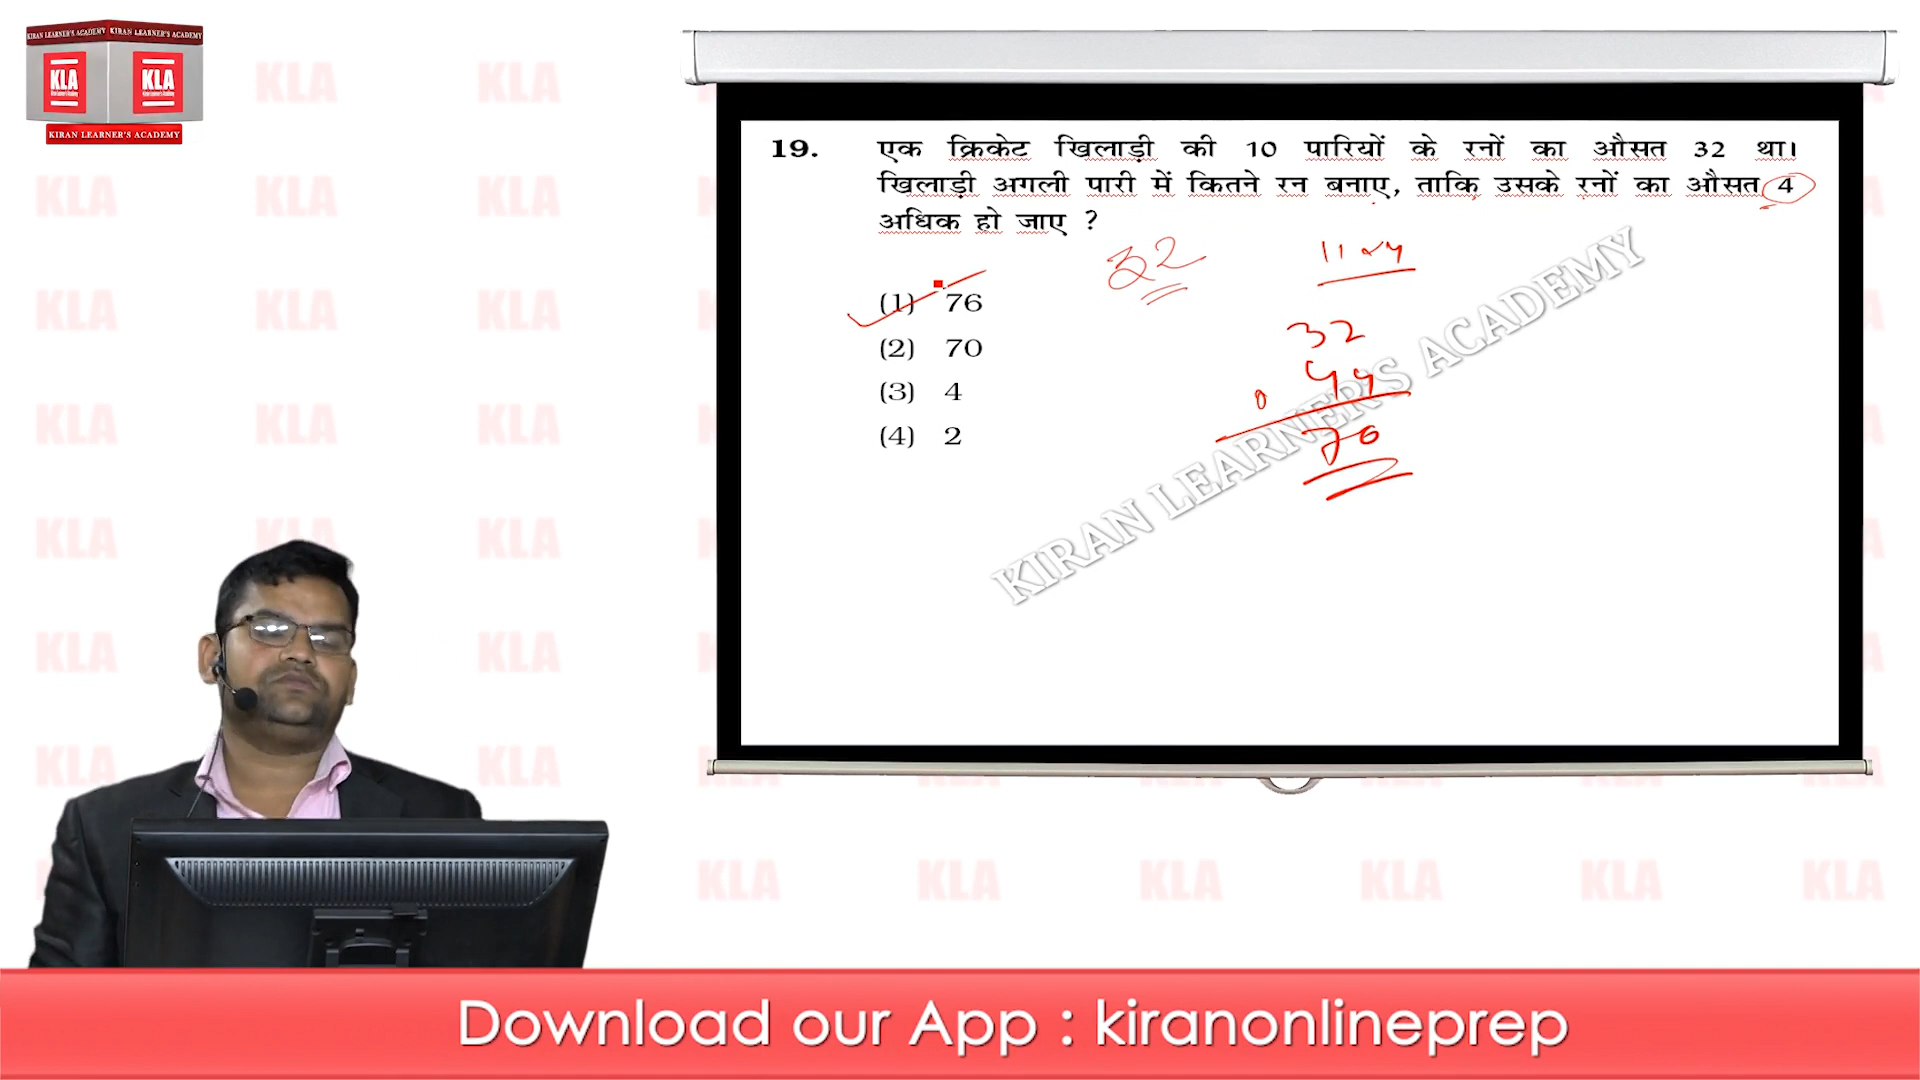 KIRAN LEARNER'S ACADEMY KIRAN LEARNER'S ACADEMY
KLA KLA
KIRAN LEARNER'S ACADEMY
19. एक क्रिकेट खिलाड़ी की 10 पारियों के रनों का औसत 32 था।
खिलाड़ी अगली पारी में कितने रन बनाए, ताकि उसके रनों का औसत 4
अधिक हो जाए ?
32
11×4
(1) 76
(2) 70
(3) 4
(4) 2
32
44
76
KIRAN LEARNER'S ACADEMY
Download our App : kiranonlineprep